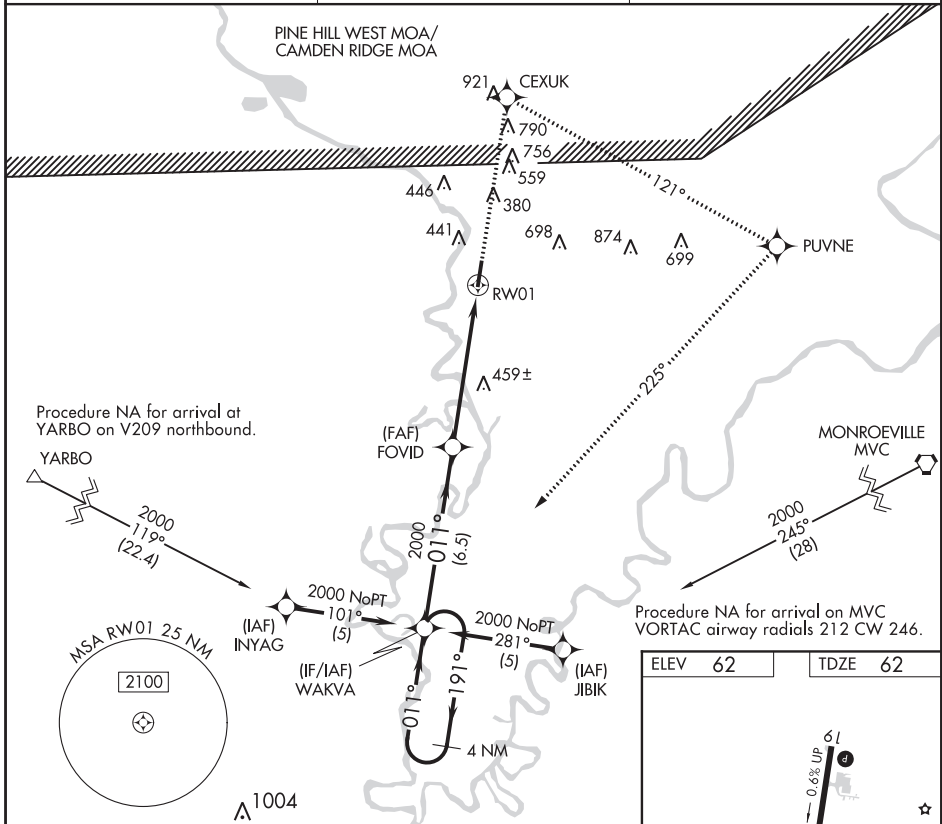 PINE HILL WEST MOA/
CAMDEN RIDGE MOA
921
CEXUK
790
756
559
446
380
121°
441
698
874
699
PUVNE
RW01
225°
459±
Procedure NA for arrival at
YARBO on V209 northbound.
YARBO
(FAF)
FOVID
MONROEVILLE
MVC
2000
119°
(22.4)
2000
011°
(6.5)
2000
245°
(28)
2000 NoPT
101°
(5)
(IAF)
INYAG
2000 NoPT
281°
(5)
(IAF)
JIBIK
Procedure NA for arrival on MVC
VORTAC airway radials 212 CW 246.
(IF/IAF)
WAKVA
011°
191°
4 NM
MSA RW01 25 NM
2100
1004
ELEV 62
TDZE 62
19
0.6% UP
P